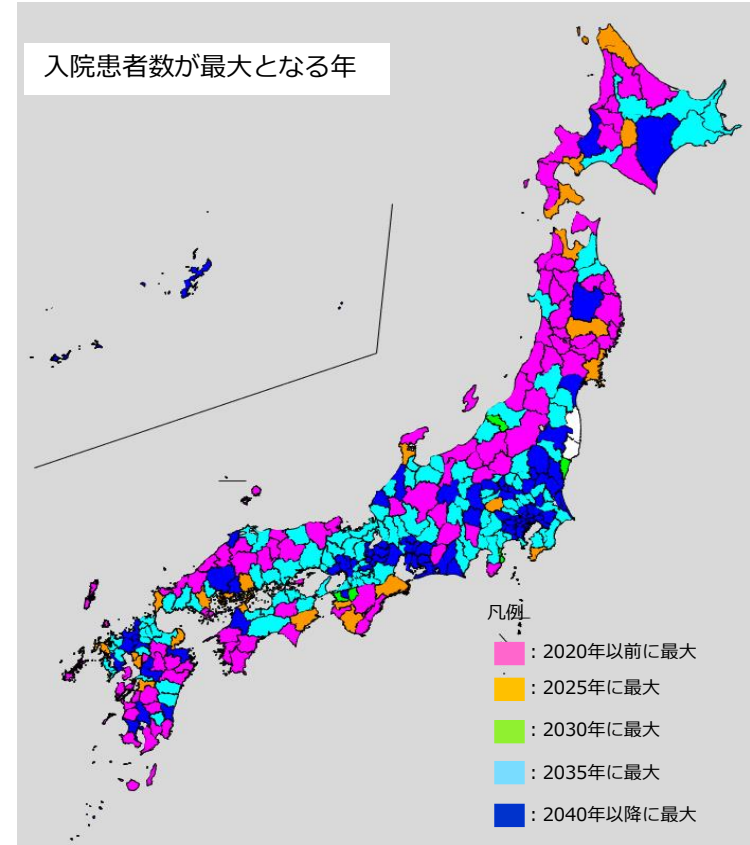 入院患者数が最大となる年
凡例
：2020年以前に最大
：2025年に最大
：2030年に最大
：2035年に最大
：2040年以降に最大